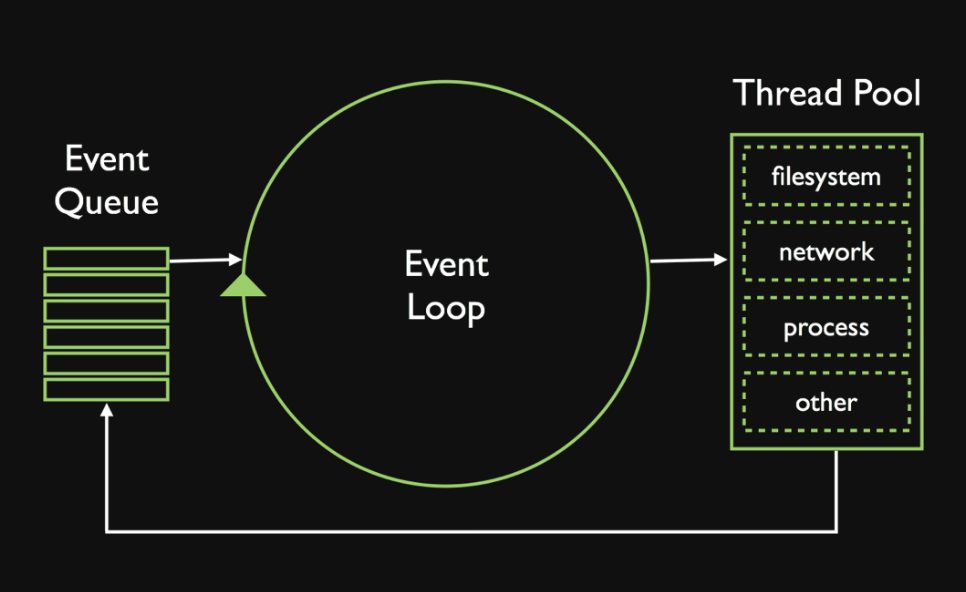 Event
Queue
Event
Loop
Thread Pool
filesystem
network
process
other